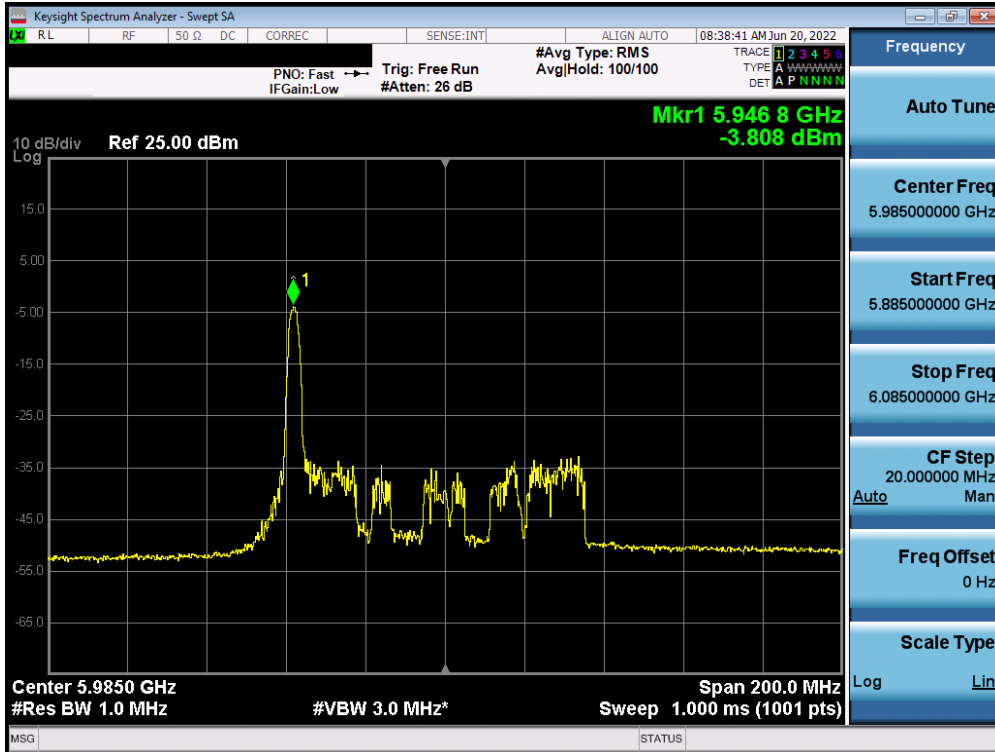 Keysight Spectrum Analyzer - Swept SA
LXI RL RF 50 Ω DC CORREC SENSE:INT ALIGN AUTO 08:38:41 AM Jun 20, 2022
PNO: Fast
IFGain:Low
Trig: Free Run
#Atten: 26 dB
#Avg Type: RMS
Avg|Hold: 100/100
TRACE 1 2 3 4 5 6
TYPE A WWWWW
DET A P N N N N
Mkr1 5.946 8 GHz
-3.808 dBm
10 dB/div Ref 25.00 dBm
Log
15.0
5.00
-5.00
-15.0
-25.0
-35.0
-45.0
-55.0
-65.0
1
Center 5.9850 GHz Span 200.0 MHz
#Res BW 1.0 MHz #VBW 3.0 MHz* Sweep 1.000 ms (1001 pts)
MSG STATUS
Frequency
Auto Tune
Center Freq
5.985000000 GHz
Start Freq
5.885000000 GHz
Stop Freq
6.085000000 GHz
CF Step
20.000000 MHz
Auto Man
Freq Offset
0 Hz
Scale Type
Log Lin